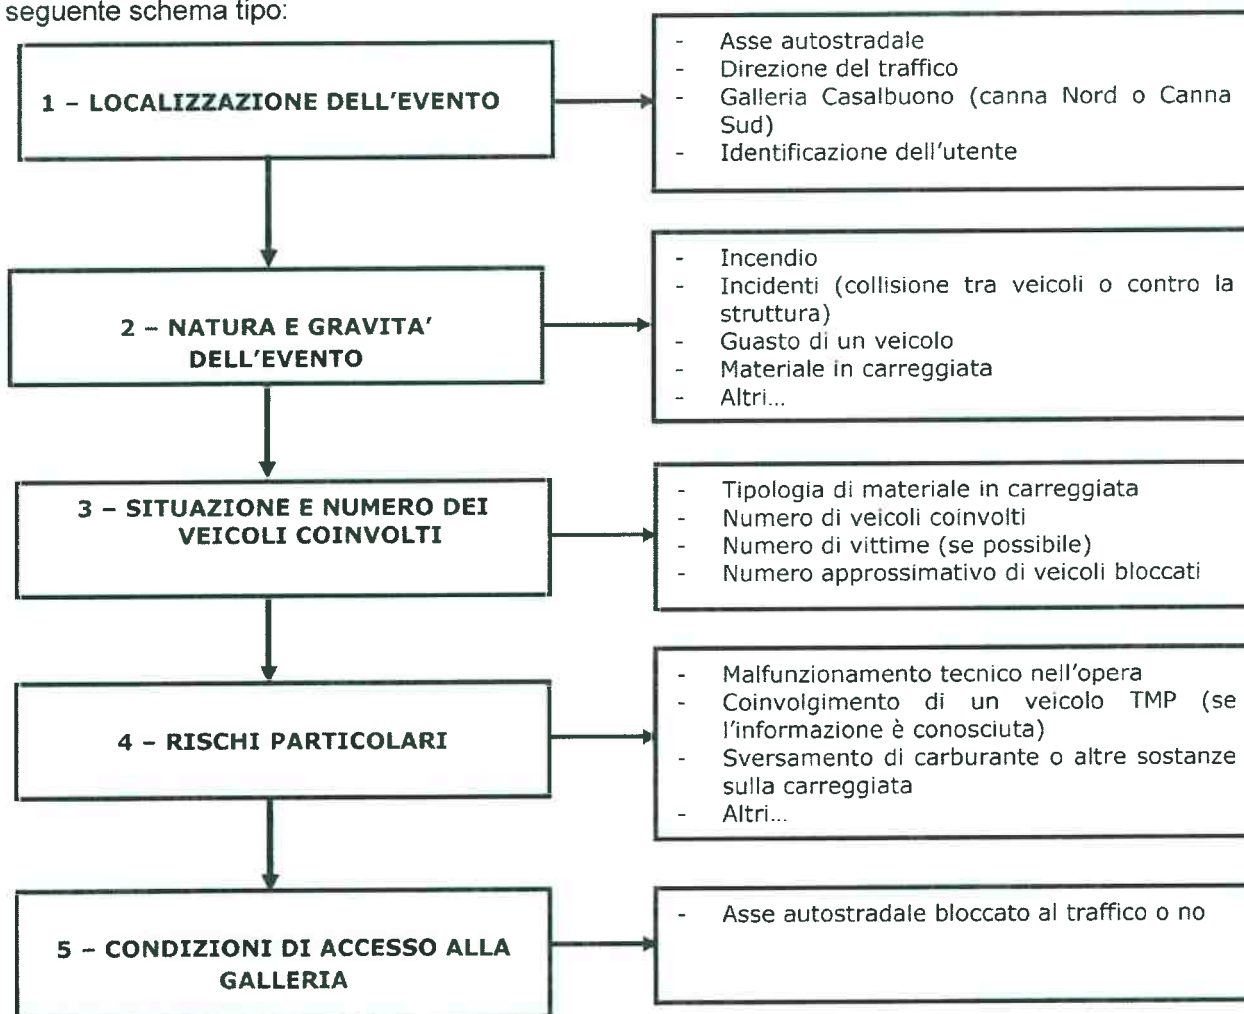 seguente schema tipo:
1 – LOCALIZZAZIONE DELL'EVENTO
- Asse autostradale
- Direzione del traffico
- Galleria Casalbuono (canna Nord o Canna
Sud)
- Identificazione dell'utente
2 – NATURA E GRAVITA'
DELL'EVENTO
- Incendio
- Incidenti (collisione tra veicoli o contro la
struttura)
- Guasto di un veicolo
- Materiale in carreggiata
- Altri...
3 – SITUAZIONE E NUMERO DEI
VEICOLI COINVOLTI
- Tipologia di materiale in carreggiata
- Numero di veicoli coinvolti
- Numero di vittime (se possibile)
- Numero approssimativo di veicoli bloccati
4 – RISCHI PARTICOLARI
- Malfunzionamento tecnico nell'opera
- Coinvolgimento di un veicolo TMP (se
l'informazione è conosciuta)
- Sversamento di carburante o altre sostanze
sulla carreggiata
- Altri...
5 – CONDIZIONI DI ACCESSO ALLA
GALLERIA
- Asse autostradale bloccato al traffico o no